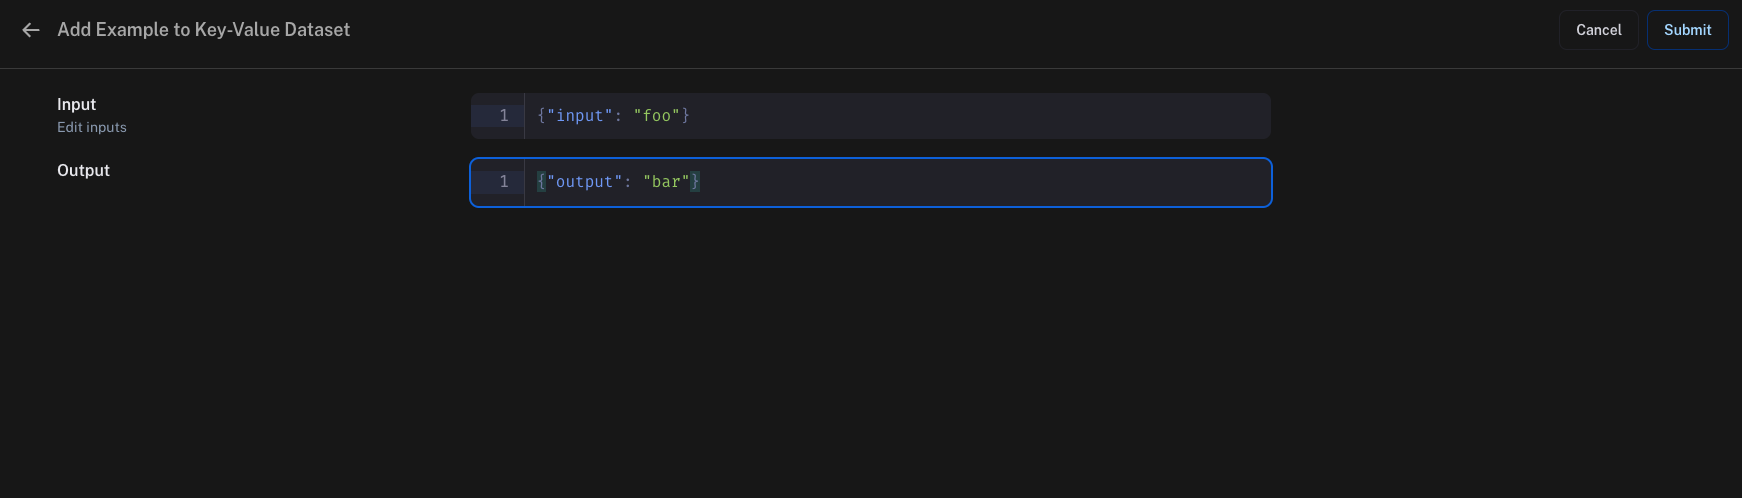 Add Example to Key-Value Dataset
Cancel
Submit
Input
Edit inputs
1
{"input": "foo"}
Output
1
{"output": "bar"}